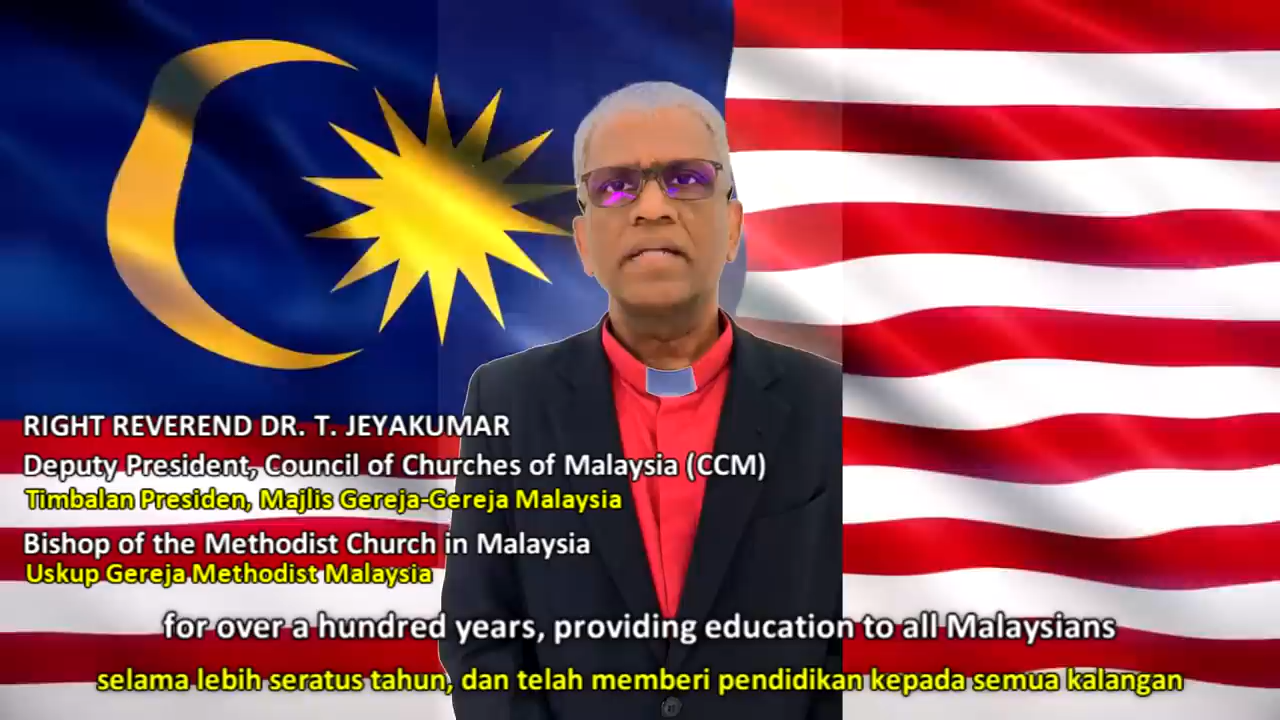 RIGHT REVEREND DR. T. JEYAKUMAR
Deputy President, Council of Churches of Malaysia (CCM)
Timbalan Presiden, Majlis Gereja-Gereja Malaysia
Bishop of the Methodist Church in Malaysia
Uskup Gereja Methodist Malaysia
for over a hundred years, providing education to all Malaysians
selama lebih seratus tahun, dan telah memberi pendidikan kepada semua kalangan